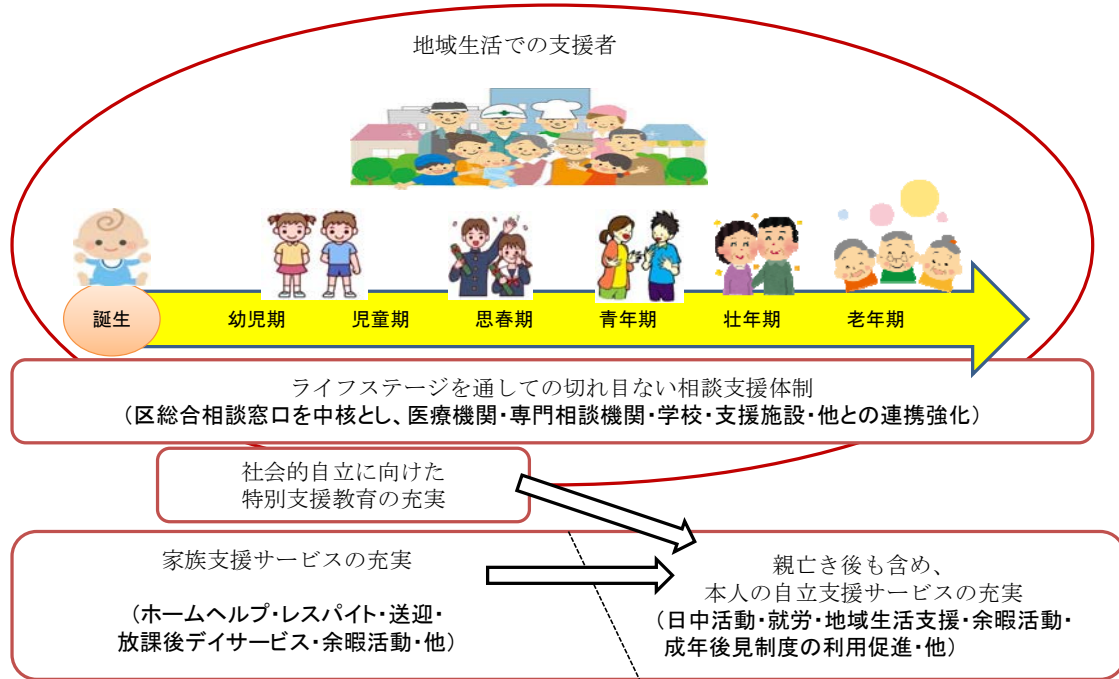 地域生活での支援者
誕生
幼児期
児童期
思春期
青年期
壮年期
老年期
ライフステージを通しての切れ目ない相談支援体制
（区総合相談窓口を中核とし、医療機関・専門相談機関・学校・支援施設・他との連携強化）
社会的自立に向けた
特別支援教育の充実
家族支援サービスの充実
（ホームヘルプ・レスパイト・送迎・
放課後デイサービス・余暇活動・他）
親亡き後も含め、
本人の自立支援サービスの充実
（日中活動・就労・地域生活支援・余暇活動・
成年後見制度の利用促進・他）